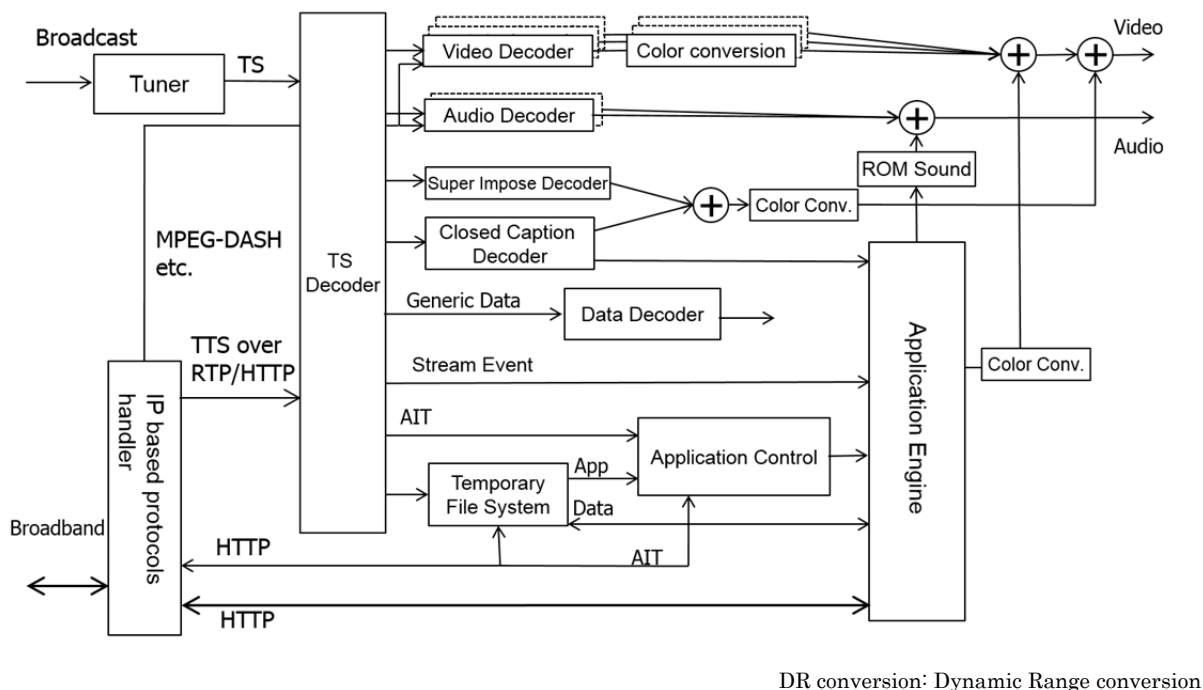 Broadcast
Tuner
TS
Video Decoder
Color conversion
Video
Audio Decoder
Audio
ROM Sound
Super Impose Decoder
Color Conv.
Closed Caption
Decoder
MPEG-DASH
etc.
TS
Decoder
Generic Data
Data Decoder
TTS over
RTP/HTTP
Stream Event
Color Conv.
Application Engine
IP based protocols
handler
AIT
Application Control
App
Temporary
File System
Data
Broadband
HTTP
AIT
HTTP
DR conversion: Dynamic Range conversion